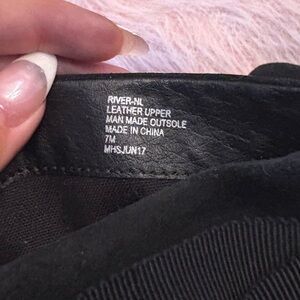 RIVER-NL
LEATHER UPPER
MAN MADE OUTSOLE
MADE IN CHINA
7M
MHSJUN17